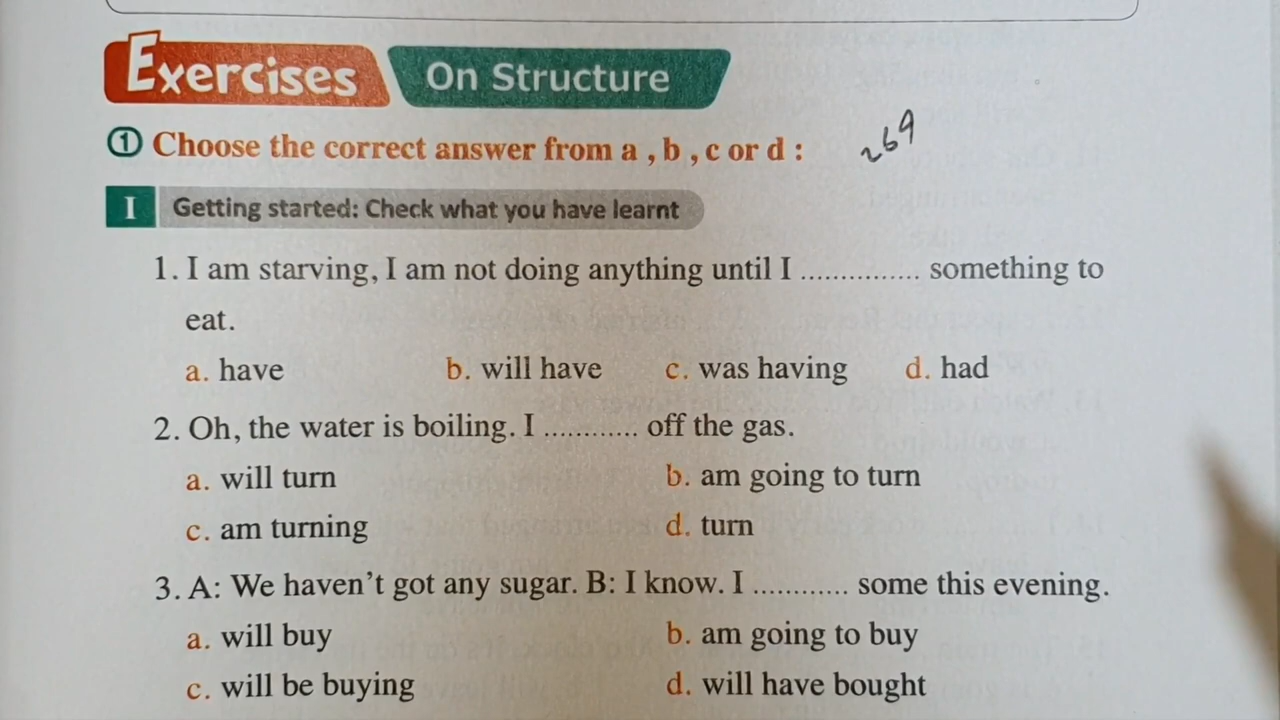 Exercises On Structure
1 Choose the correct answer from a , b , c or d :
269
I Getting started: Check what you have learnt
1. I am starving, I am not doing anything until I ............... something to
eat.
a. have b. will have c. was having d. had
2. Oh, the water is boiling. I ............ off the gas.
a. will turn b. am going to turn
c. am turning d. turn
3. A: We haven't got any sugar. B: I know. I ............ some this evening.
a. will buy b. am going to buy
c. will be buying d. will have bought